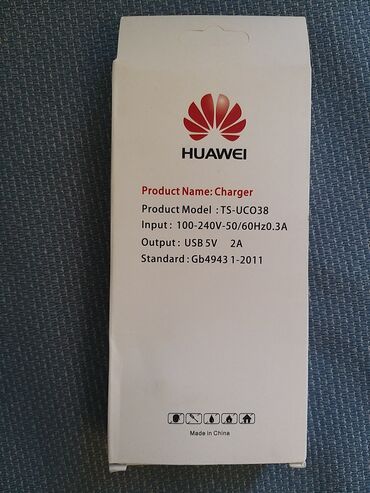 HUAWEI
Product Name: Charger
Product Model : TS-UCO38
Input : 100-240V-50/60Hz0.3A
Output : USB 5V 2A
Standard : Gb4943 1-2011
Made in China